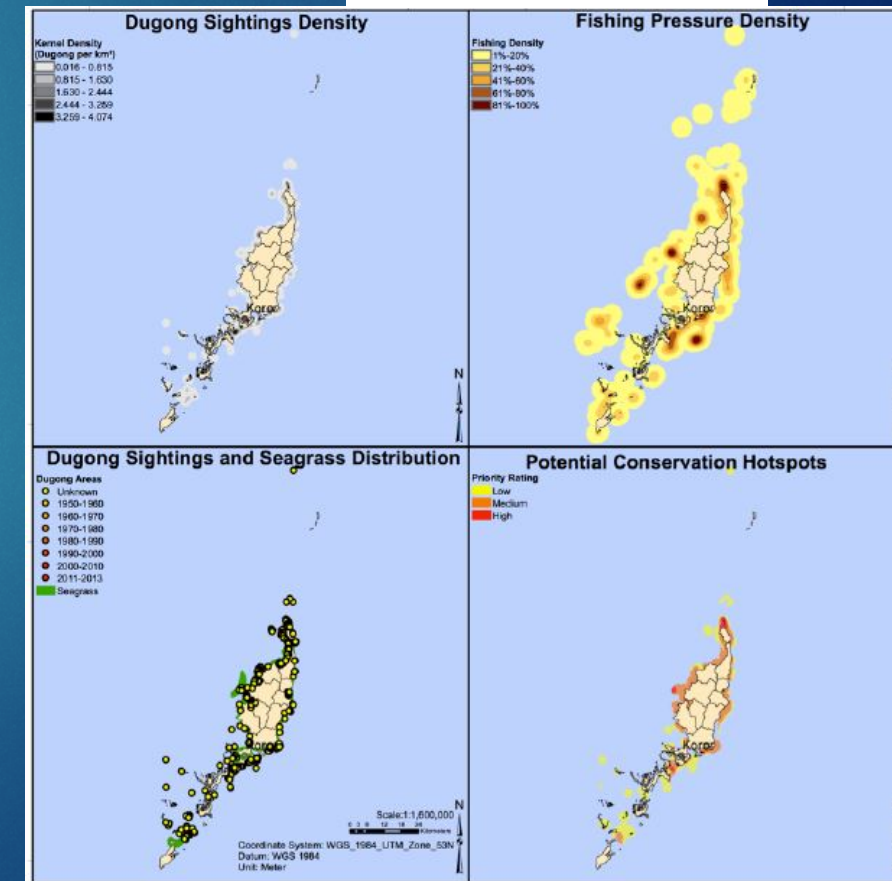 Dugong Sightings Density
Kernel Density
(Dugong per km²)
0.016 - 0.815
0.815 - 1.630
1.630 - 2.444
2.444 - 3.259
3.259 - 4.074
Koror
N
Fishing Pressure Density
Fishing Density
1%-20%
21%-40%
41%-60%
61%-80%
81%-100%
Koror
Dugong Sightings and Seagrass Distribution
Dugong Areas
Unknown
1950-1960
1960-1970
1970-1980
1980-1990
1990-2000
2000-2010
2011-2013
Seagrass
Koror
Scale:1:1,600,000
Kilometers
N
Coordinate System: WGS_1984_UTM_Zone_53N
Datum: WGS 1984
Unit: Meter
Potential Conservation Hotspots
Priority Rating
Low
Medium
High
Koror